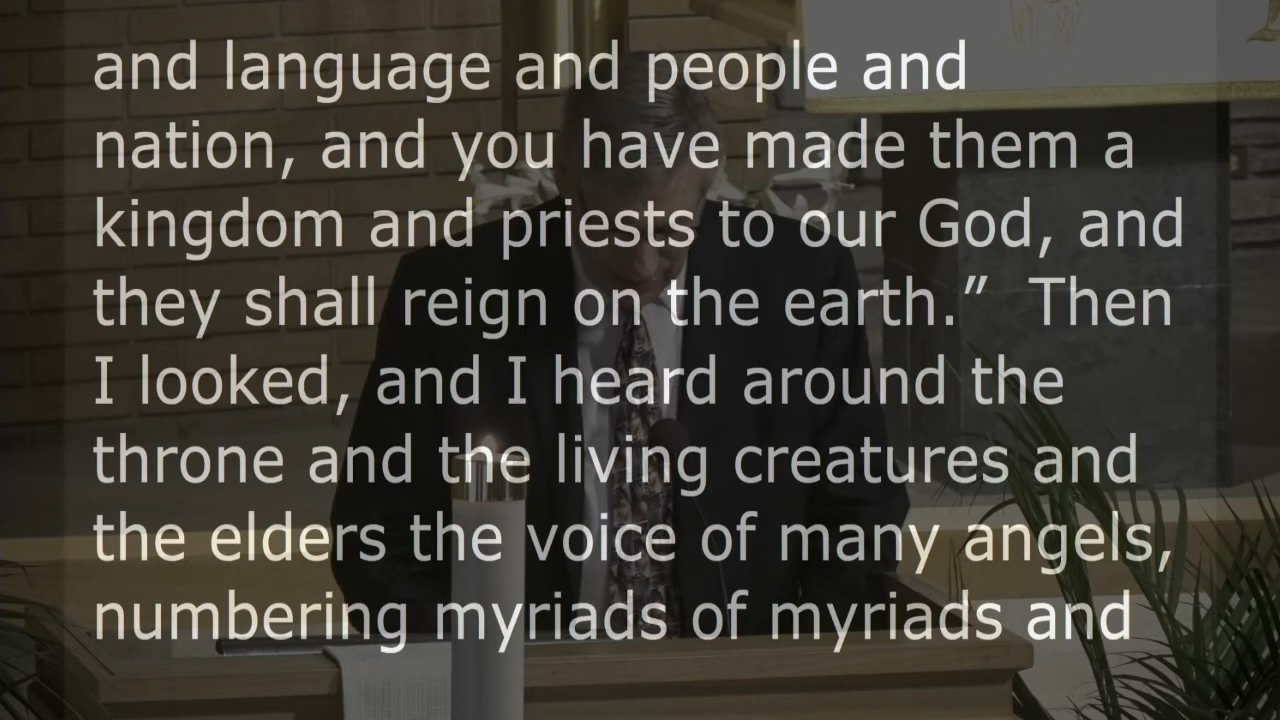 and language and people and
nation, and you have made them a
kingdom and priests to our God, and
they shall reign on the earth.”  Then
I looked, and I heard around the
throne and the living creatures and
the elders the voice of many angels,
numbering myriads of myriads and